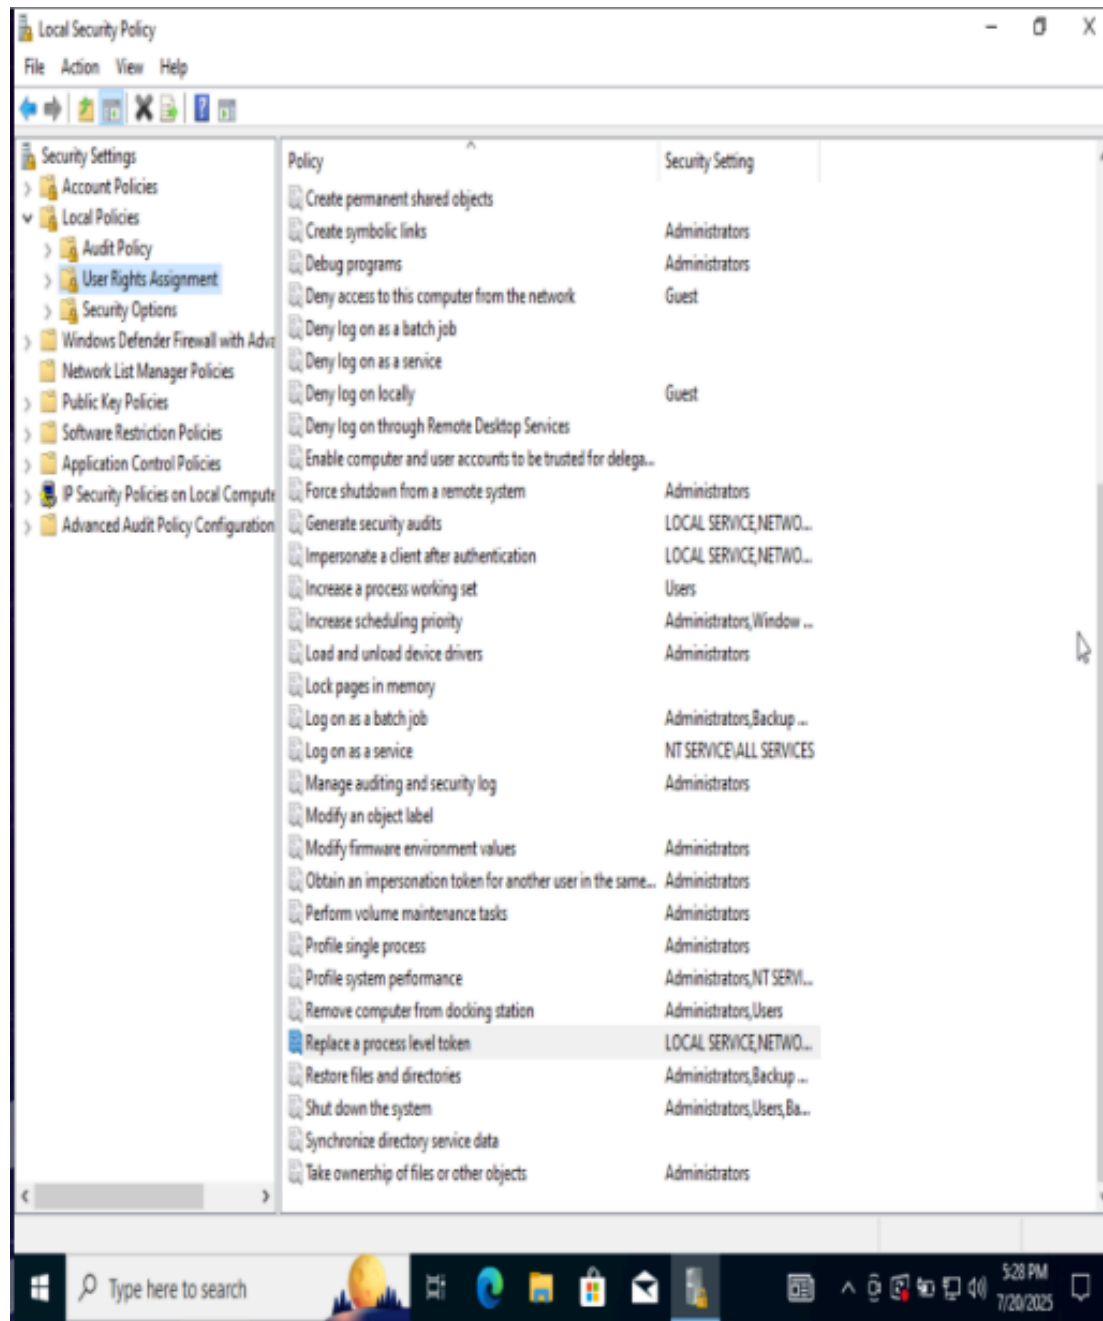 Local Security Policy
File Action View Help
Security Settings
Account Policies
Local Policies
Audit Policy
User Rights Assignment
Security Options
Windows Defender Firewall with Adva
Network List Manager Policies
Public Key Policies
Software Restriction Policies
Application Control Policies
IP Security Policies on Local Compute
Advanced Audit Policy Configuration
Policy Security Setting
Create permanent shared objects
Create symbolic links Administrators
Debug programs Administrators
Deny access to this computer from the network Guest
Deny log on as a batch job
Deny log on as a service
Deny log on locally Guest
Deny log on through Remote Desktop Services
Enable computer and user accounts to be trusted for delega...
Force shutdown from a remote system Administrators
Generate security audits LOCAL SERVICE,NETWO...
Impersonate a client after authentication LOCAL SERVICE,NETWO...
Increase a process working set Users
Increase scheduling priority Administrators,Window ...
Load and unload device drivers Administrators
Lock pages in memory
Log on as a batch job Administrators,Backup ...
Log on as a service NT SERVICE\ALL SERVICES
Manage auditing and security log Administrators
Modify an object label
Modify firmware environment values Administrators
Obtain an impersonation token for another user in the same... Administrators
Perform volume maintenance tasks Administrators
Profile single process Administrators
Profile system performance Administrators,NT SERVI...
Remove computer from docking station Administrators,Users
Replace a process level token LOCAL SERVICE,NETWO...
Restore files and directories Administrators,Backup ...
Shut down the system Administrators,Users,Ba...
Synchronize directory service data
Take ownership of files or other objects Administrators
Type here to search
5:28 PM
7/20/2025